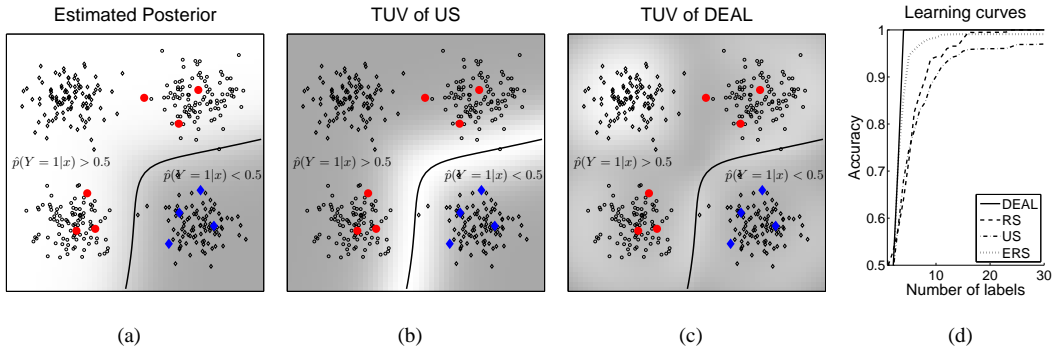 Estimated Posterior
p̂(Y = 1|x) > 0.5
p̂(Y = 1|x) < 0.5
(a)
TUV of US
p̂(Y = 1|x) > 0.5
p̂(Y = 1|x) < 0.5
(b)
TUV of DEAL
p̂(Y = 1|x) > 0.5
p̂(Y = 1|x) < 0.5
(c)
Learning curves
1
0.9
0.8
0.7
0.6
0.5
Accuracy
10
20
30
Number of labels
DEAL
RS
US
ERS
(d)